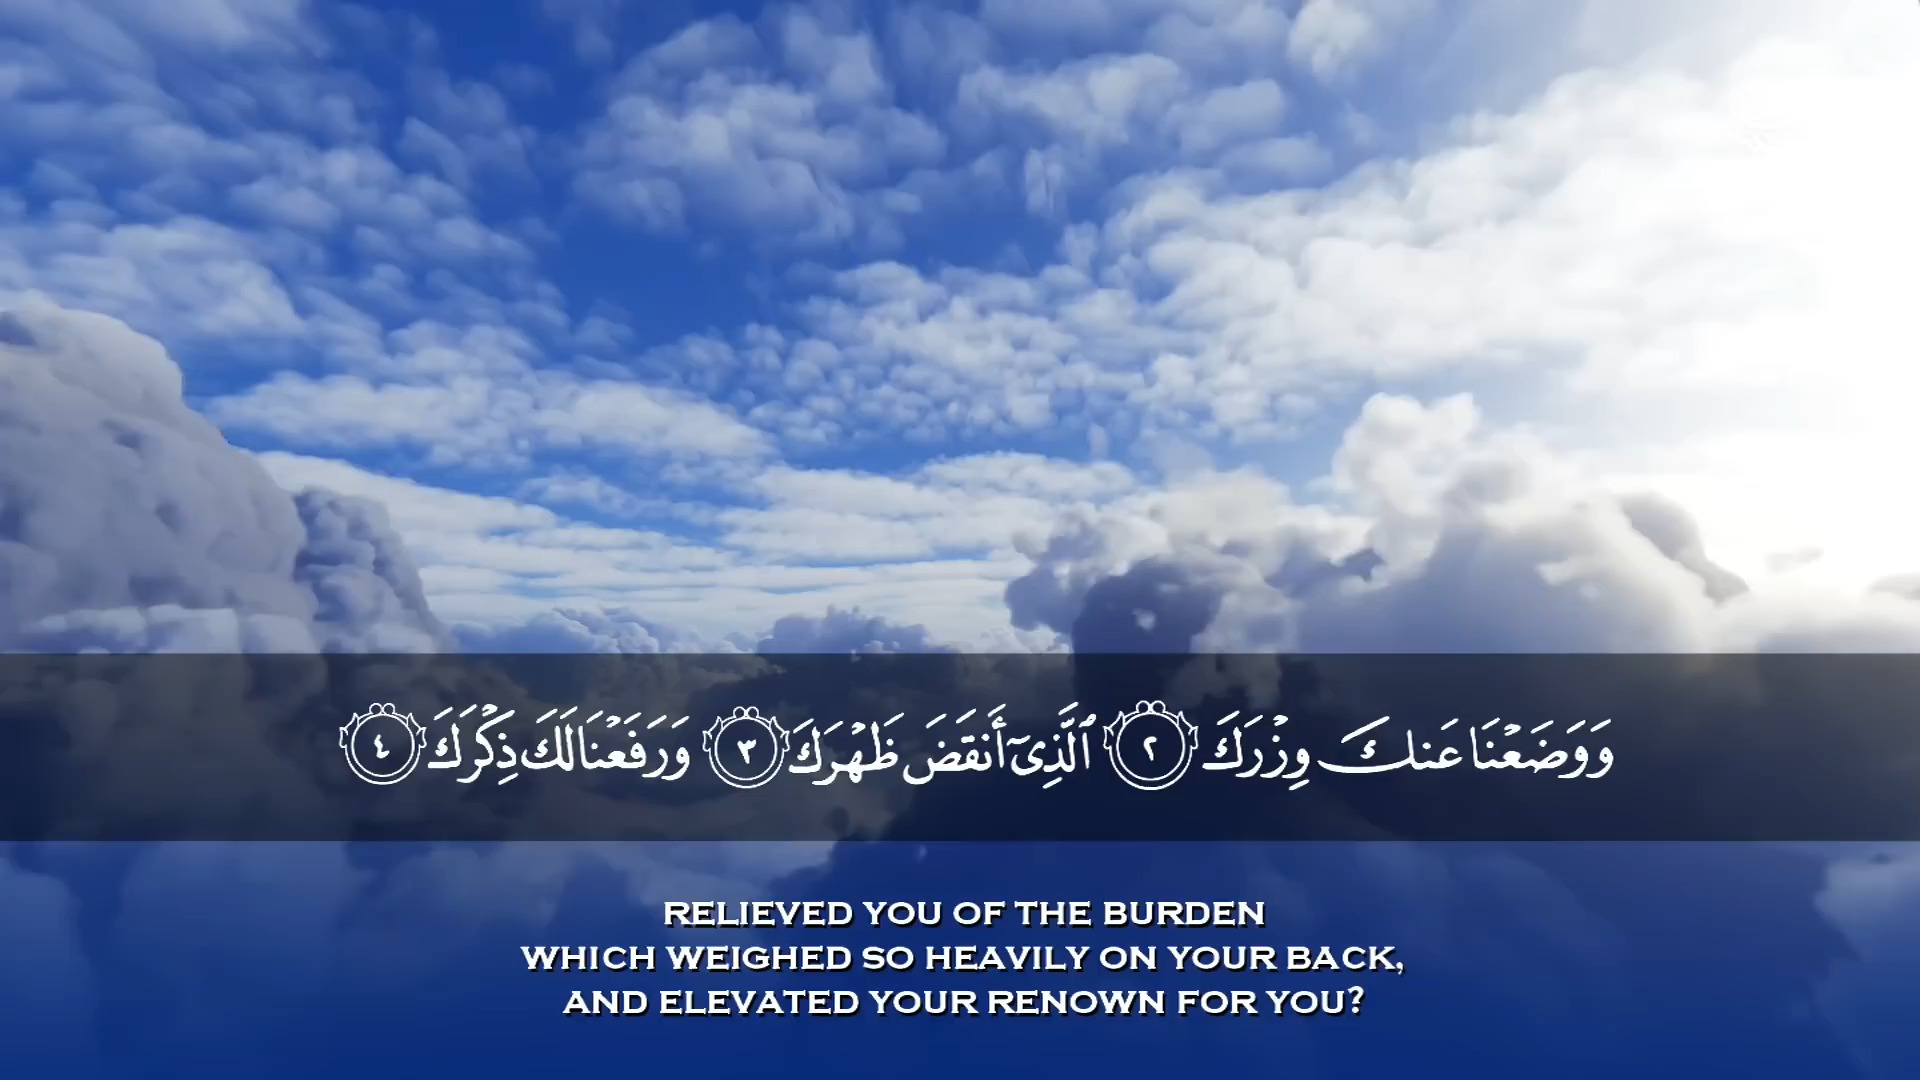 وَوَضَعْنَا عَنكَ وِزْرَكَ ٢ ٱلَّذِىٓ أَنقَضَ ظَهْرَكَ ٣ وَرَفَعْنَا لَكَ ذِكْرَكَ ٤
RELIEVED YOU OF THE BURDEN
WHICH WEIGHED SO HEAVILY ON YOUR BACK,
AND ELEVATED YOUR RENOWN FOR YOU?